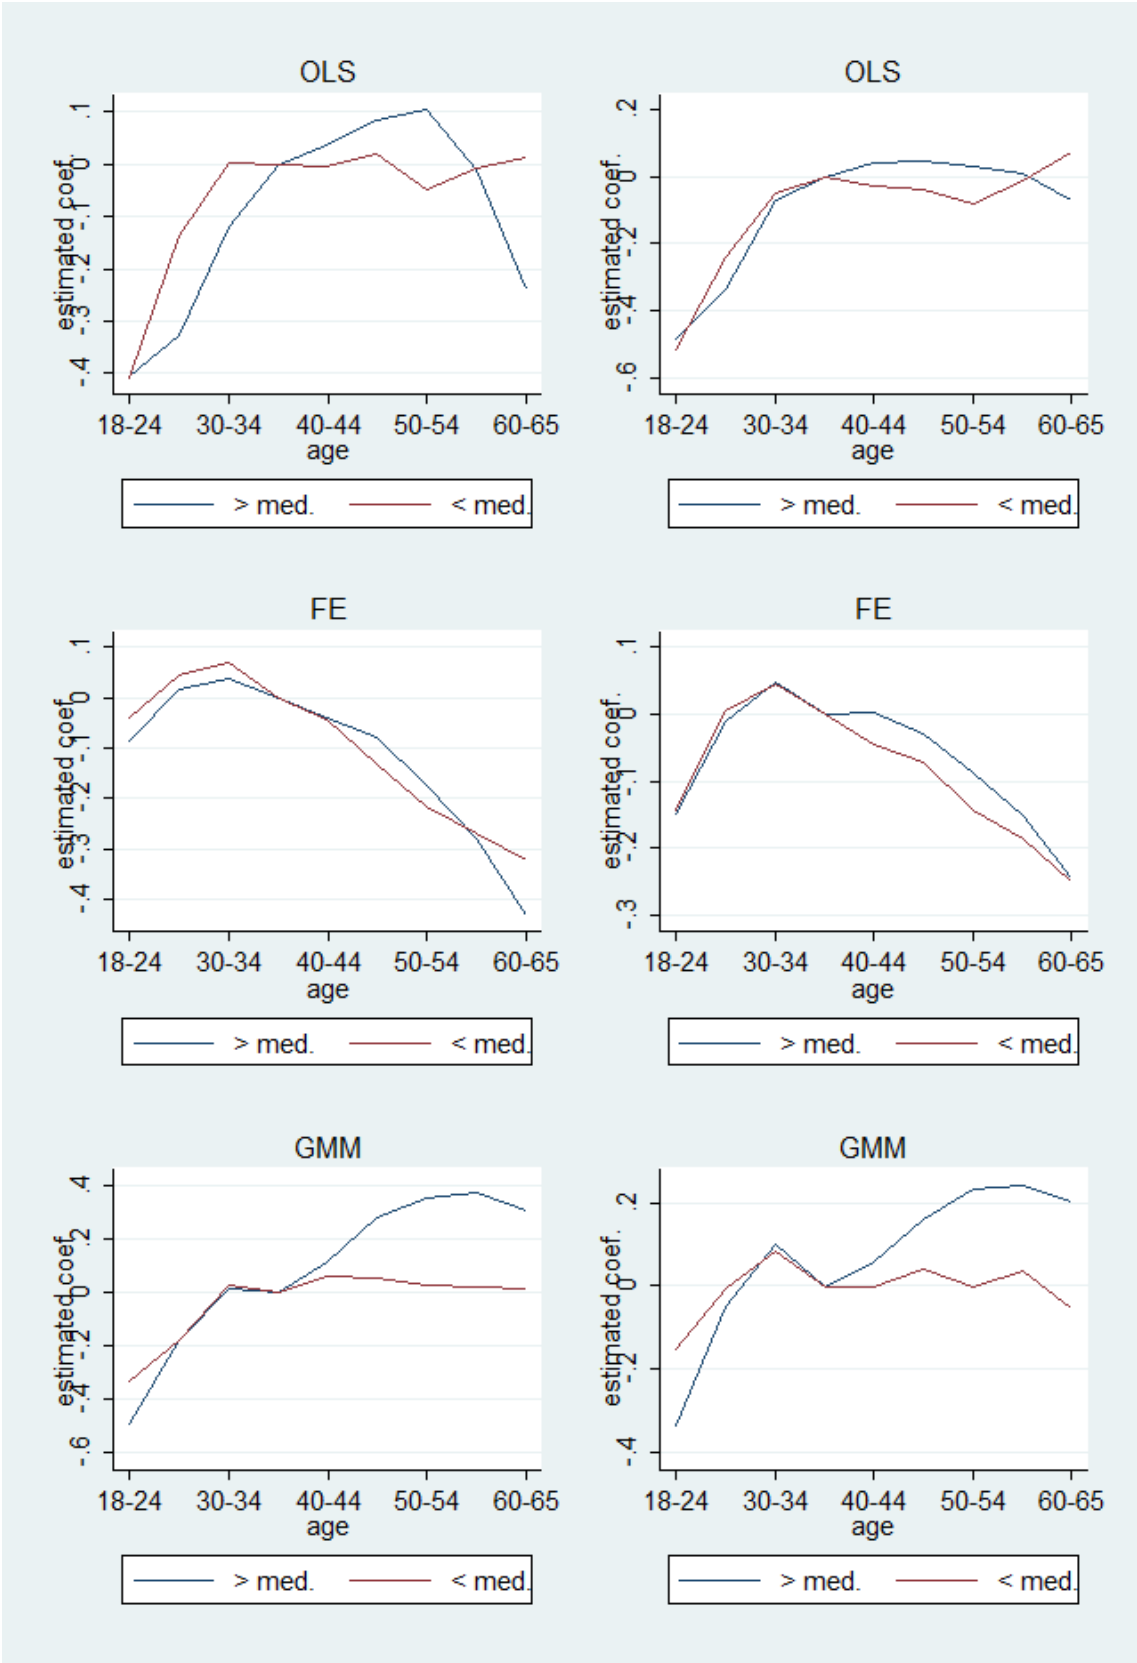 OLS
estimated coef.
.1
0
-.1
-.2
-.3
-.4
18-24 30-34 40-44 50-54 60-65
age
> med. < med.
OLS
estimated coef.
.2
0
-.2
-.4
-.6
18-24 30-34 40-44 50-54 60-65
age
> med. < med.
FE
estimated coef.
.1
0
-.1
-.2
-.3
-.4
18-24 30-34 40-44 50-54 60-65
age
> med. < med.
FE
estimated coef.
.1
0
-.1
-.2
-.3
18-24 30-34 40-44 50-54 60-65
age
> med. < med.
GMM
estimated coef.
.4
.2
0
-.2
-.4
-.6
18-24 30-34 40-44 50-54 60-65
age
> med. < med.
GMM
estimated coef.
.2
0
-.2
-.4
18-24 30-34 40-44 50-54 60-65
age
> med. < med.